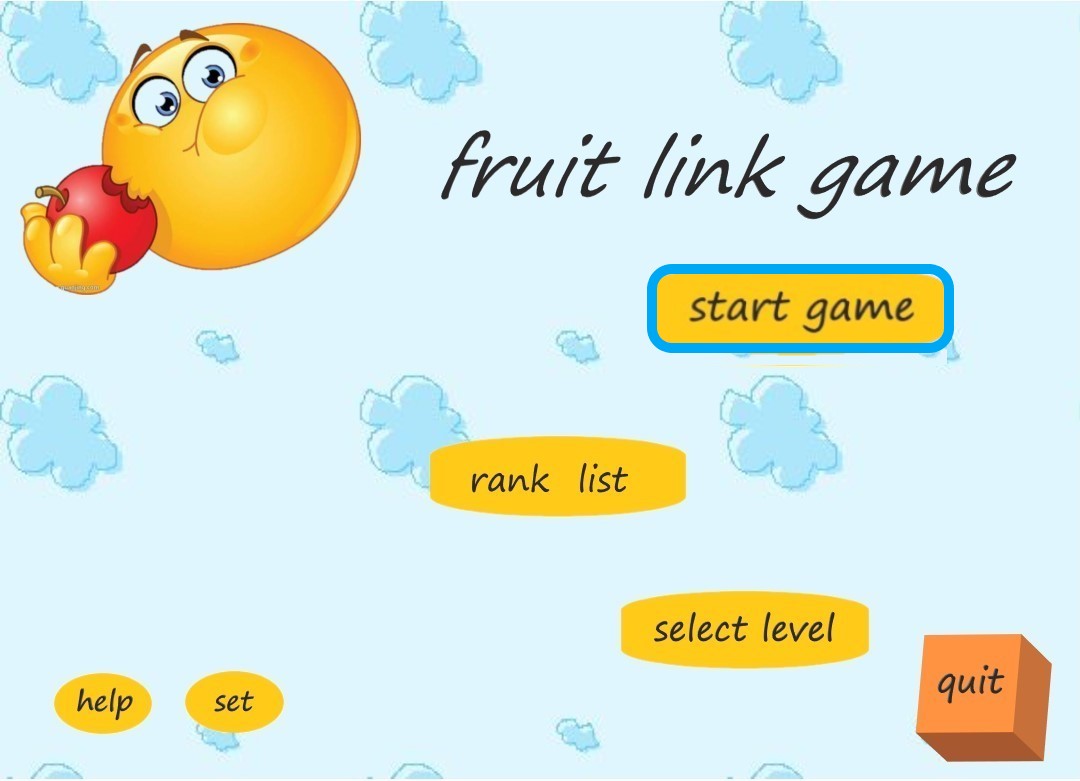 fruit link game
start game
rank list
select level
quit
help set